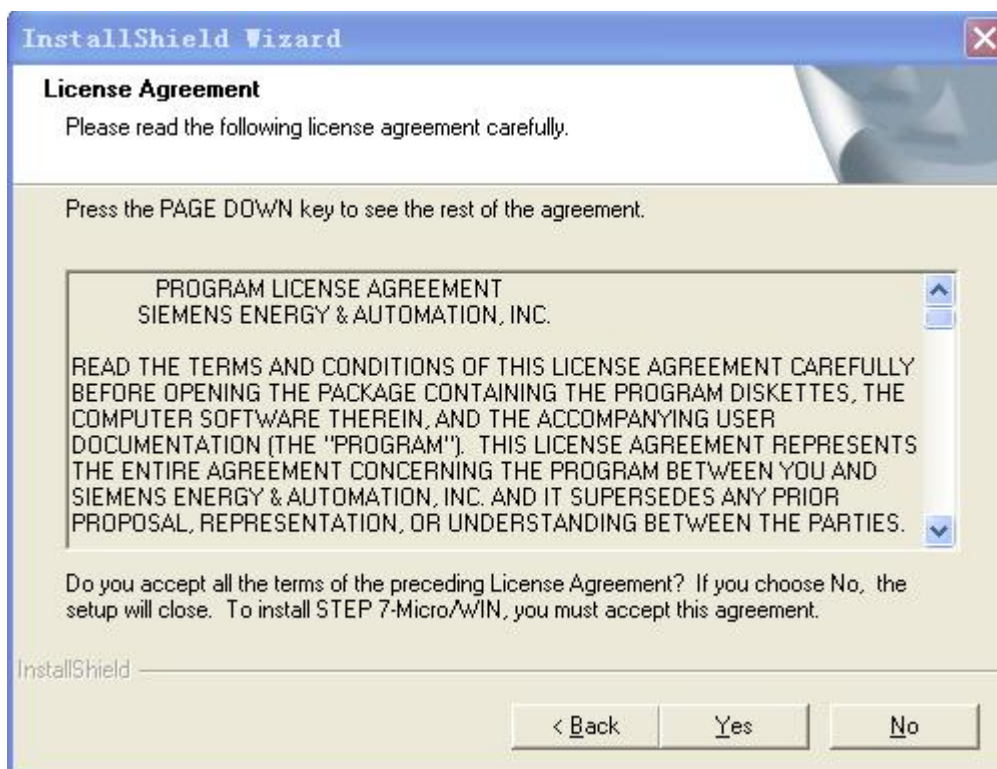 InstallShield Wizard
License Agreement
Please read the following license agreement carefully.
Press the PAGE DOWN key to see the rest of the agreement.
PROGRAM LICENSE AGREEMENT
SIEMENS ENERGY & AUTOMATION, INC.
READ THE TERMS AND CONDITIONS OF THIS LICENSE AGREEMENT CAREFULLY
BEFORE OPENING THE PACKAGE CONTAINING THE PROGRAM DISKETTES, THE
COMPUTER SOFTWARE THEREIN, AND THE ACCOMPANYING USER
DOCUMENTATION (THE "PROGRAM"). THIS LICENSE AGREEMENT REPRESENTS
THE ENTIRE AGREEMENT CONCERNING THE PROGRAM BETWEEN YOU AND
SIEMENS ENERGY & AUTOMATION, INC. AND IT SUPERSEDES ANY PRIOR
PROPOSAL, REPRESENTATION, OR UNDERSTANDING BETWEEN THE PARTIES.
Do you accept all the terms of the preceding License Agreement? If you choose No, the
setup will close. To install STEP 7-Micro/WIN, you must accept this agreement.
InstallShield
< Back Yes No